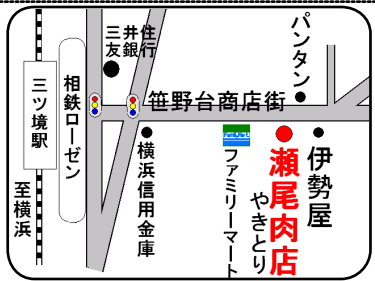 三井住友銀行
パンタン
三ツ境駅
至横浜
相鉄ローゼン
笹野台商店街
横浜信用金庫
FamilyMart
ファミリーマート
やきとり
瀬尾肉店
伊勢屋